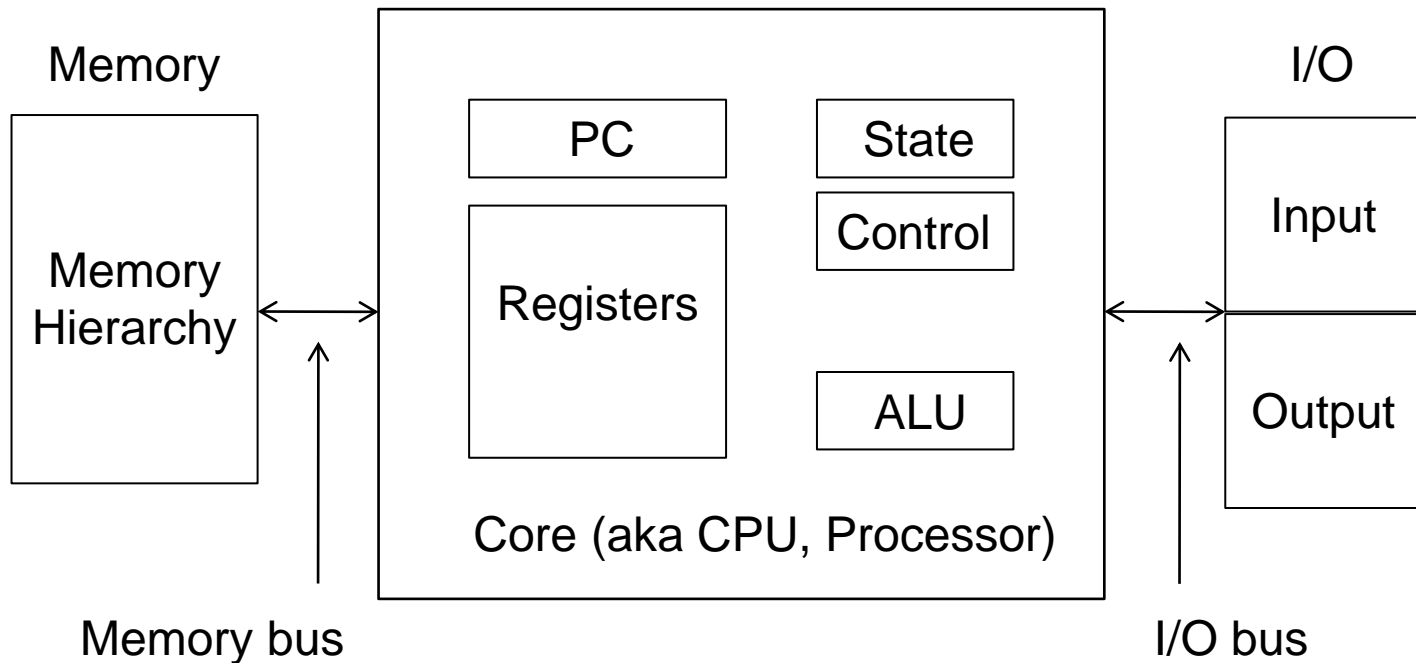 Memory
I/O
PC
State
Control
Input
Memory
Hierarchy
Registers
ALU
Output
Core (aka CPU, Processor)
Memory bus
I/O bus